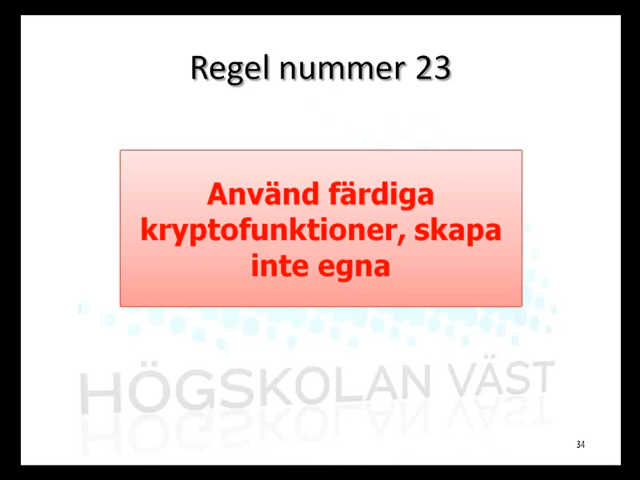 Regel nummer 23
Använd färdiga
kryptofunktioner, skapa
inte egna
HÖGSKOLAN VÄST
34